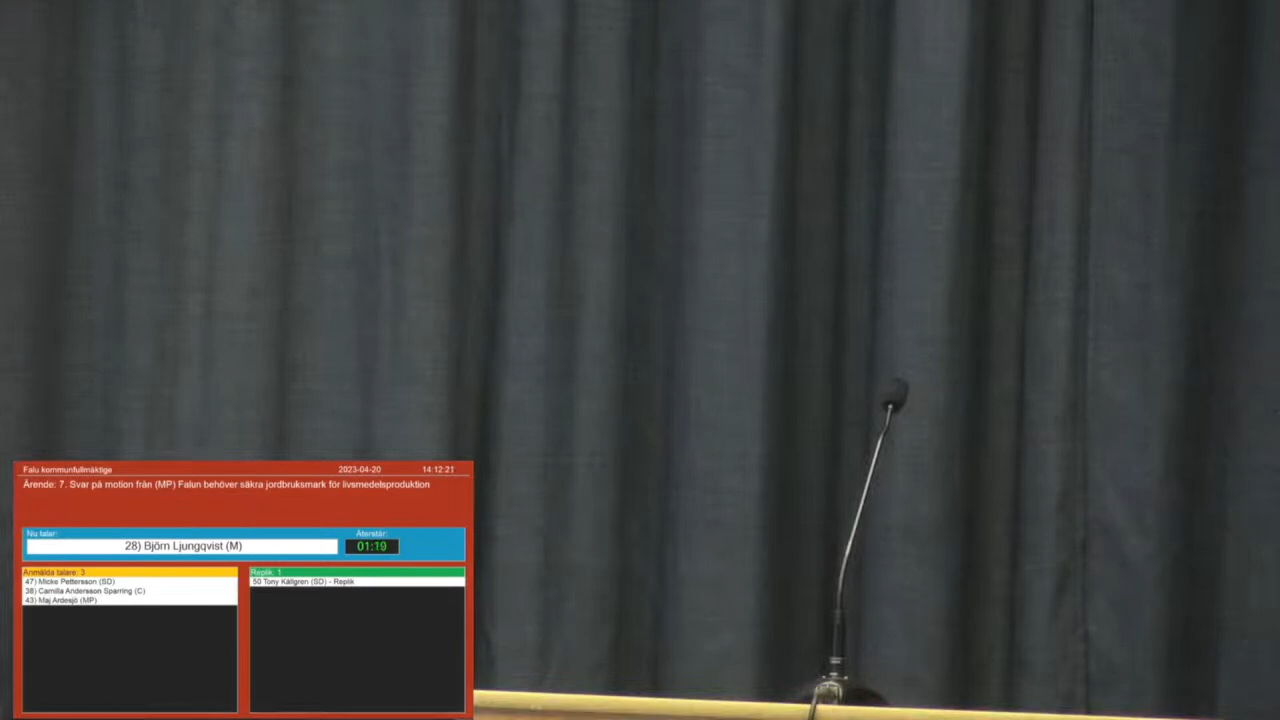 Falu kommunfullmäktige 2023-04-20 14:12:21
Ärende: 7. Svar på motion från (MP) Falun behöver säkra jordbruksmark för livsmedelsproduktion
Nu talar: Återstår:
28) Björn Ljungqvist (M) 01:19
Anmälda talare: 3
47) Micke Pettersson (SD)
38) Camilla Andersson Sparring (C)
43) Maj Ardesjö (MP)
Replik: 1
50 Tony Källgren (SD) - Replik